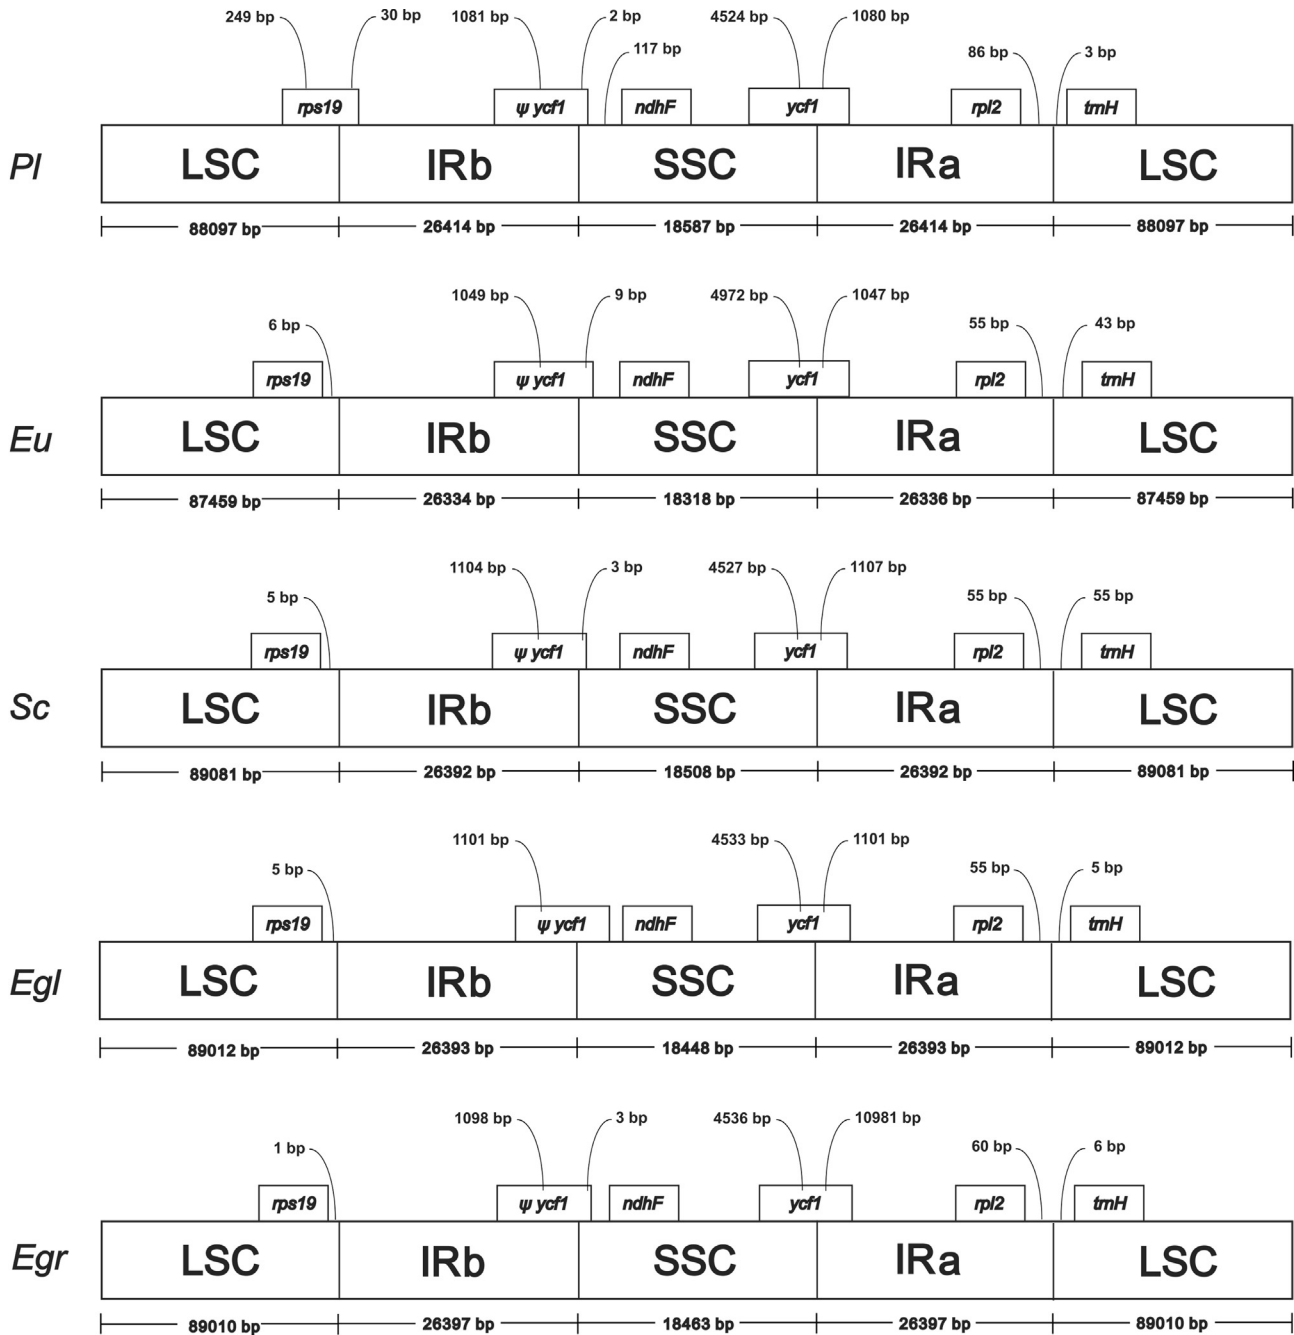 249 bp 30 bp 1081 bp 2 bp 4524 bp 1080 bp
117 bp 86 bp 3 bp
rps19 ψ ycf1 ndhF ycf1 rpl2 trnH
Pl LSC IRb SSC IRa LSC
88097 bp 26414 bp 18587 bp 26414 bp 88097 bp
1049 bp 9 bp 4972 bp 1047 bp
6 bp 55 bp 43 bp
rps19 ψ ycf1 ndhF ycf1 rpl2 trnH
Eu LSC IRb SSC IRa LSC
87459 bp 26334 bp 18318 bp 26336 bp 87459 bp
1104 bp 3 bp 4527 bp 1107 bp
5 bp 55 bp 55 bp
rps19 ψ ycf1 ndhF ycf1 rpl2 trnH
Sc LSC IRb SSC IRa LSC
89081 bp 26392 bp 18508 bp 26392 bp 89081 bp
1101 bp 4533 bp 1101 bp
5 bp 55 bp 5 bp
rps19 ψ ycf1 ndhF ycf1 rpl2 trnH
Egl LSC IRb SSC IRa LSC
89012 bp 26393 bp 18448 bp 26393 bp 89012 bp
1098 bp 3 bp 4536 bp 10981 bp
1 bp 60 bp 6 bp
rps19 ψ ycf1 ndhF ycf1 rpl2 trnH
Egr LSC IRb SSC IRa LSC
89010 bp 26397 bp 18463 bp 26397 bp 89010 bp